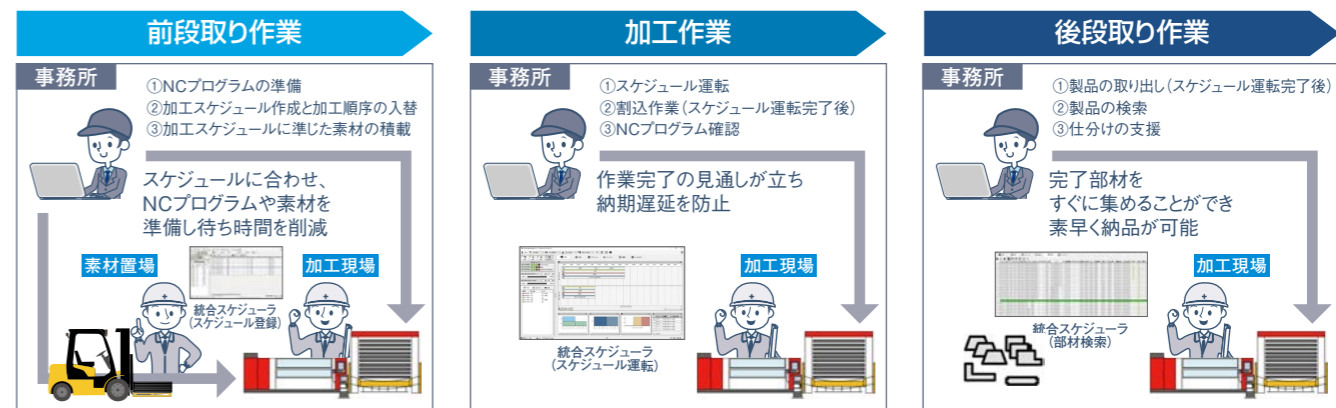 前段取り作業
事務所
①NCプログラムの準備
②加工スケジュール作成と加工順序の入替
③加工スケジュールに準じた素材の積載
スケジュールに合わせ、
NCプログラムや素材を
準備し待ち時間を削減
素材置場
統合スケジューラ
(スケジュール登録)
加工現場
加工作業
事務所
①スケジュール運転
②割込作業(スケジュール運転完了後)
③NCプログラム確認
作業完了の見通しが立ち
納期遅延を防止
統合スケジューラ
(スケジュール運転)
加工現場
後段取り作業
事務所
①製品の取り出し(スケジュール運転完了後)
②製品の検索
③仕分けの支援
完了部材を
すぐに集めることができ
素早く納品が可能
統合スケジューラ
(部材検索)
加工現場